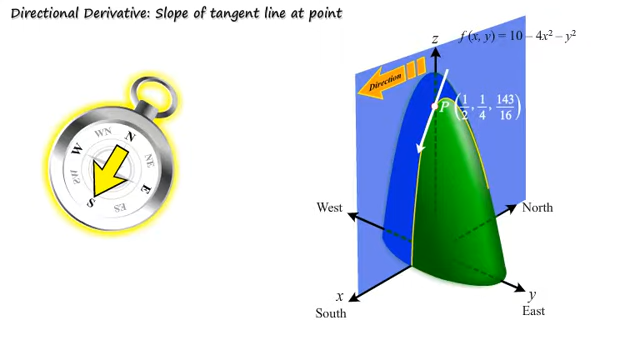 Directional Derivative: Slope of tangent line at point
z
f (x, y) = 10 – 4x² – y²
Direction
P (1/2, 1/4, 143/16)
N
WN
NE
W
E
S
ES
West
North
x
South
y
East